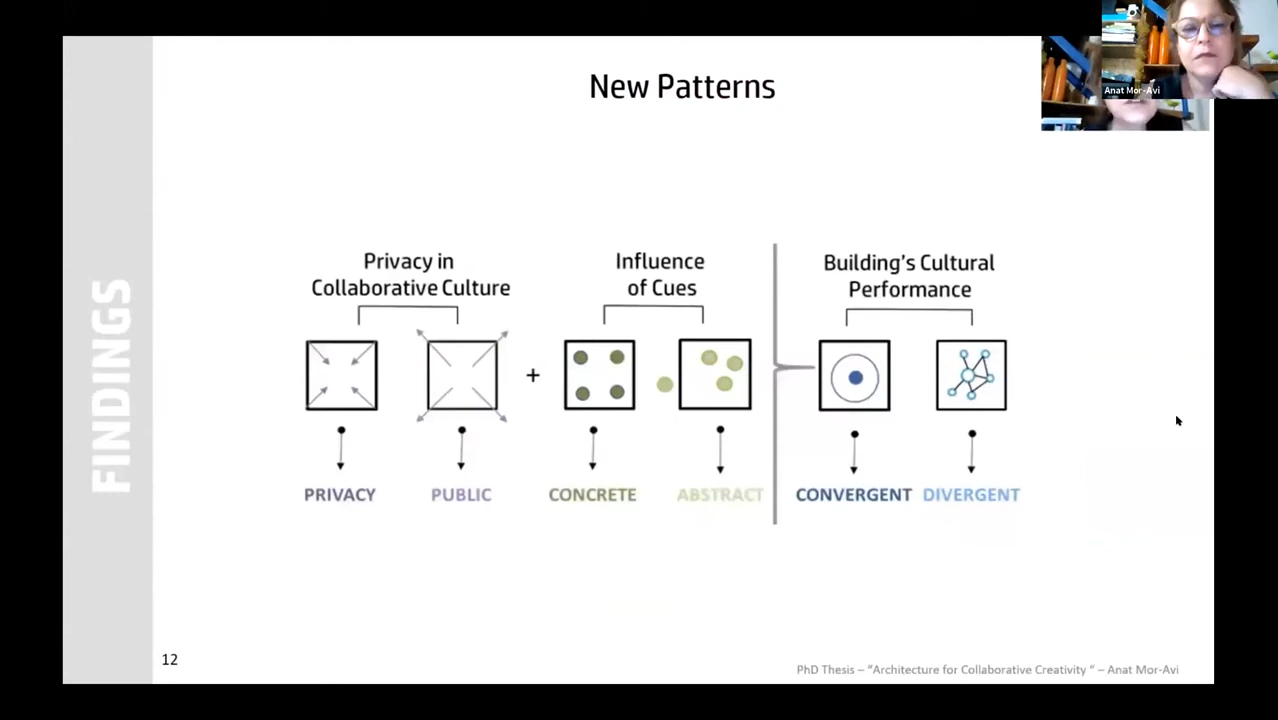 New Patterns
Anat Mor-Avi
FINDINGS
Privacy in
Collaborative Culture
Influence
of Cues
Building's Cultural
Performance
+
PRIVACY
PUBLIC
CONCRETE
ABSTRACT
CONVERGENT
DIVERGENT
12
PhD Thesis – "Architecture for Collaborative Creativity " – Anat Mor-Avi